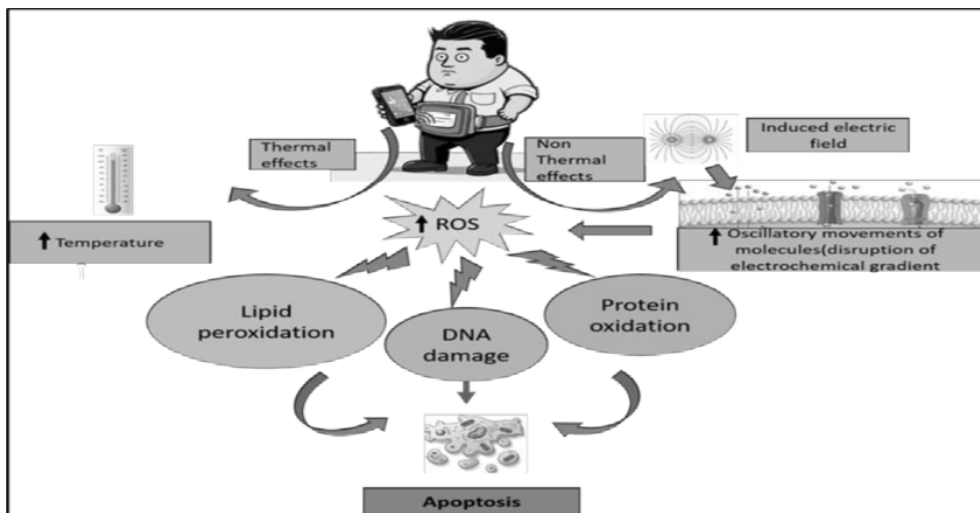 Thermal
effects
Non
Thermal
effects
Induced electric
field
↑ ROS
↑ Temperature
↑ Oscillatory movements of
molecules(disruption of
electrochemical gradient
Lipid
peroxidation
DNA
damage
Protein
oxidation
Apoptosis